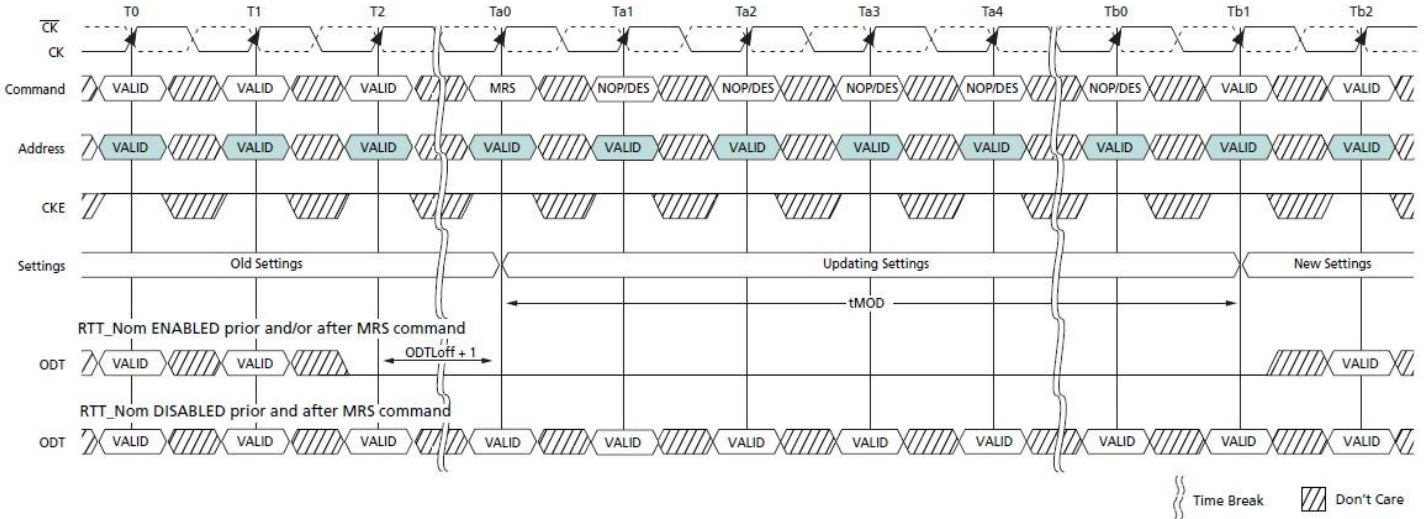 T0 T1 T2 Ta0 Ta1 Ta2 Ta3 Ta4 Tb0 Tb1 Tb2
CK
CK
Command VALID VALID VALID MRS NOP/DES NOP/DES NOP/DES NOP/DES NOP/DES VALID VALID
Address VALID VALID VALID VALID VALID VALID VALID VALID VALID VALID VALID
CKE
Settings Old Settings Updating Settings New Settings
tMOD
RTT_Nom ENABLED prior and/or after MRS command
ODTLoff + 1
ODT VALID VALID VALID
RTT_Nom DISABLED prior and after MRS command
ODT VALID VALID VALID VALID VALID VALID VALID VALID VALID VALID VALID
Time Break Don't Care